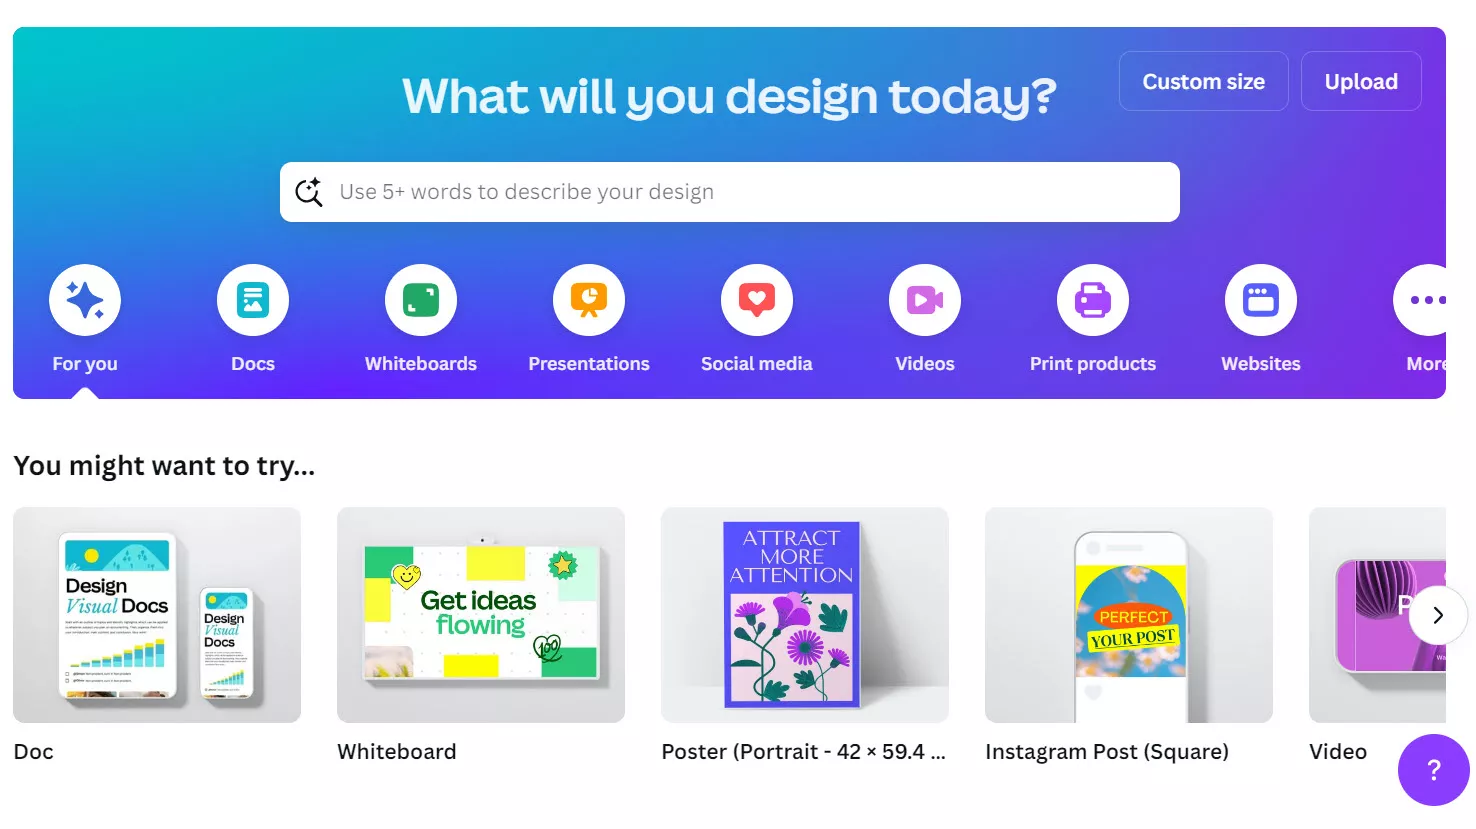 What will you design today?
Custom size
Upload
Use 5+ words to describe your design
For you
Docs
Whiteboards
Presentations
Social media
Videos
Print products
Websites
More
You might want to try...
Design
Visual Docs
Design
Visual
Docs
Get ideas
flowing
100
ATTRACT
MORE
ATTENTION
PERFECT
YOUR POST
P
Doc
Whiteboard
Poster (Portrait - 42 × 59.4 ...
Instagram Post (Square)
Video
?